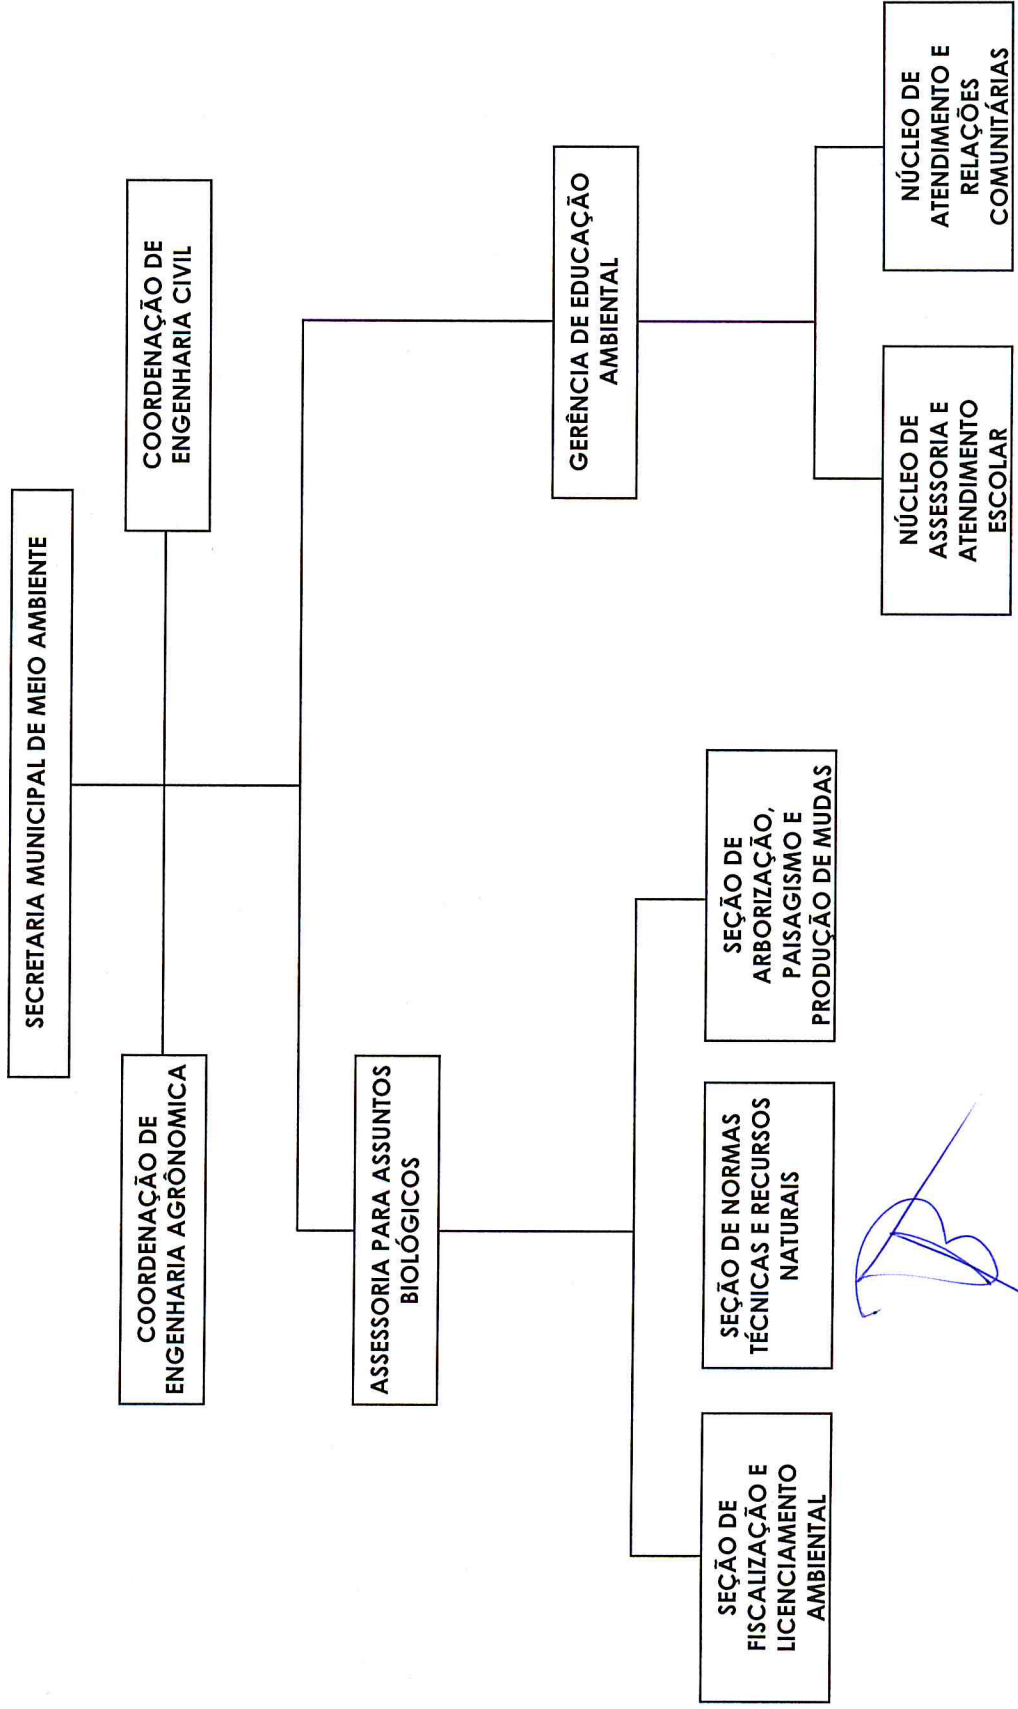 SECRETARIA MUNICIPAL DE MEIO AMBIENTE
COORDENAÇÃO DE
ENGENHARIA AGRÔNOMICA
COORDENAÇÃO DE
ENGENHARIA CIVIL
ASSESSORIA PARA ASSUNTOS
BIOLÓGICOS
GERÊNCIA DE EDUCAÇÃO
AMBIENTAL
SEÇÃO DE
FISCALIZAÇÃO E
LICENCIAMENTO
AMBIENTAL
SEÇÃO DE NORMAS
TÉCNICAS E RECURSOS
NATURAIS
SEÇÃO DE
ARBORIZAÇÃO,
PAISAGISMO E
PRODUÇÃO DE MUDAS
NÚCLEO DE
ASSESSORIA E
ATENDIMENTO
ESCOLAR
NÚCLEO DE
ATENDIMENTO E
RELAÇÕES
COMUNITÁRIAS